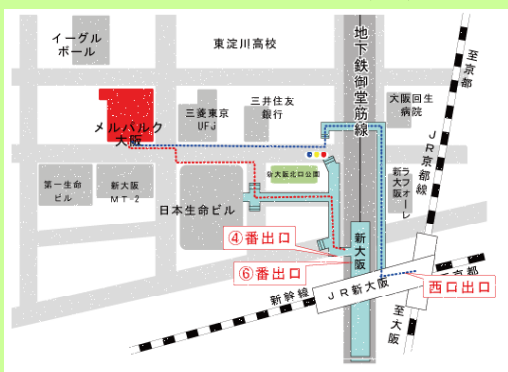 イーグル
ボール
東淀川高校
地下鉄御堂筋線
至京都
メルパルク
大阪
三菱東京
UFJ
三井住友
銀行
大阪回生
病院
JR京都線
第一生命
ビル
新大阪
MT-2
日本生命ビル
新大阪北口公園
ラフォーレ
新大阪
④番出口
新大阪
⑥番出口
西口出口
新幹線
JR新大阪
至大阪